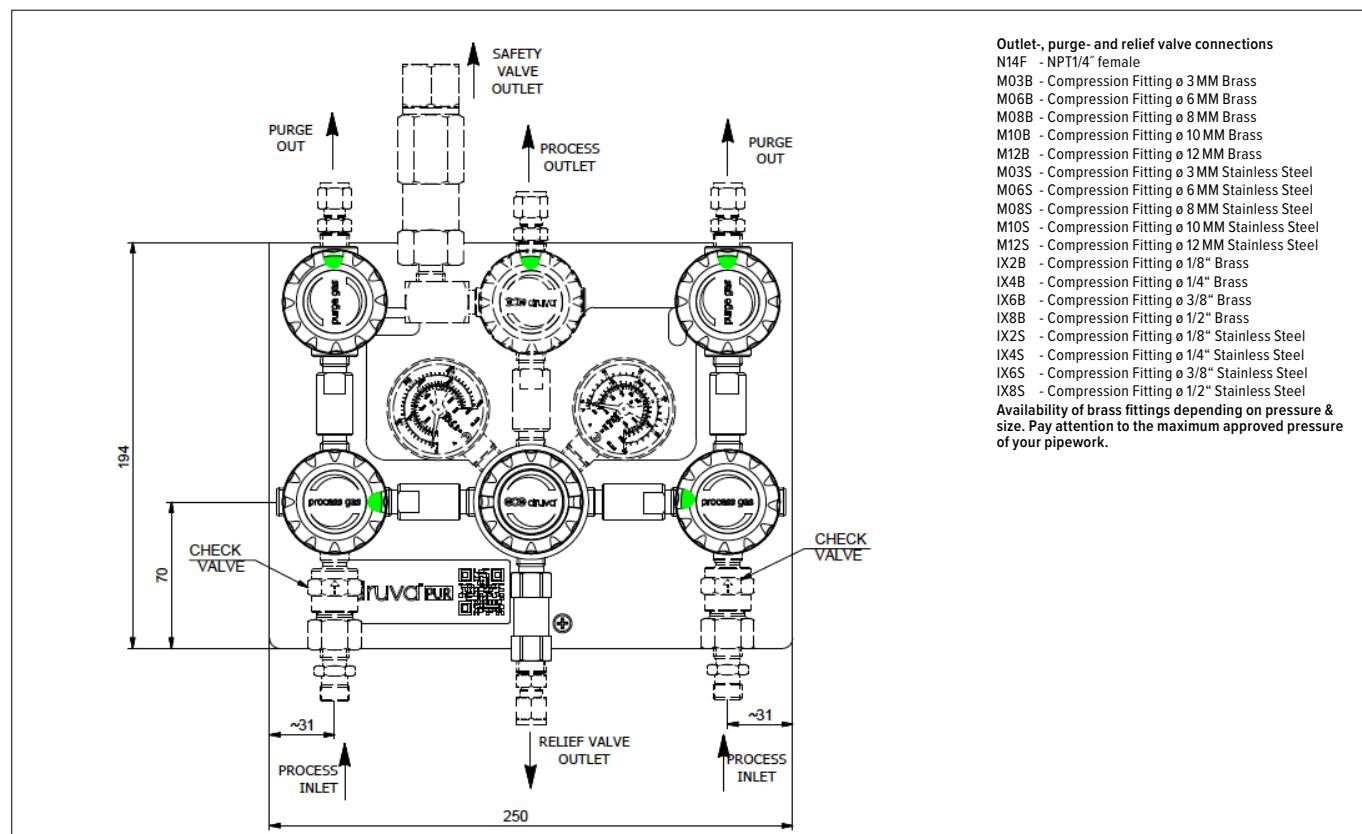 SAFETY
VALVE
OUTLET
PURGE
OUT
PROCESS
OUTLET
PURGE
OUT
purge gas
druva
purge gas
194
process gas
druva
process gas
CHECK
VALVE
CHECK
VALVE
70
druva PUR
~31
~31
PROCESS
INLET
RELIEF VALVE
OUTLET
PROCESS
INLET
250
Outlet-, purge- and relief valve connections
N14F - NPT1/4˝ female
M03B - Compression Fitting ø 3 MM Brass
M06B - Compression Fitting ø 6 MM Brass
M08B - Compression Fitting ø 8 MM Brass
M10B - Compression Fitting ø 10 MM Brass
M12B - Compression Fitting ø 12 MM Brass
M03S - Compression Fitting ø 3 MM Stainless Steel
M06S - Compression Fitting ø 6 MM Stainless Steel
M08S - Compression Fitting ø 8 MM Stainless Steel
M10S - Compression Fitting ø 10 MM Stainless Steel
M12S - Compression Fitting ø 12 MM Stainless Steel
IX2B - Compression Fitting ø 1/8“ Brass
IX4B - Compression Fitting ø 1/4“ Brass
IX6B - Compression Fitting ø 3/8“ Brass
IX8B - Compression Fitting ø 1/2“ Brass
IX2S - Compression Fitting ø 1/8“ Stainless Steel
IX4S - Compression Fitting ø 1/4“ Stainless Steel
IX6S - Compression Fitting ø 3/8“ Stainless Steel
IX8S - Compression Fitting ø 1/2“ Stainless Steel
Availability of brass fittings depending on pressure &
size. Pay attention to the maximum approved pressure
of your pipework.